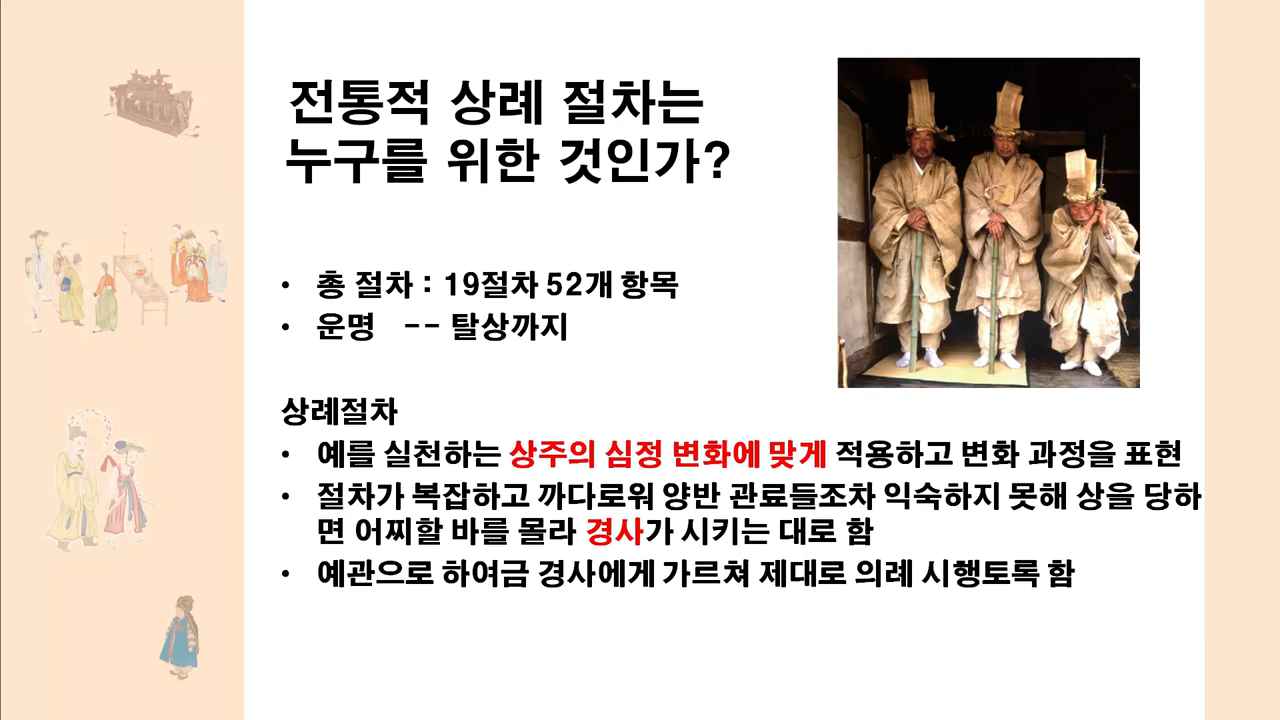 전통적 상례 절차는
누구를 위한 것인가?
• 총 절차 : 19절차 52개 항목
• 운명 -- 탈상까지
상례절차
• 예를 실천하는 상주의 심정 변화에 맞게 적용하고 변화 과정을 표현
• 절차가 복잡하고 까다로워 양반 관료들조차 익숙하지 못해 상을 당하
면 어찌할 바를 몰라 경사가 시키는 대로 함
• 예관으로 하여금 경사에게 가르쳐 제대로 의례 시행토록 함